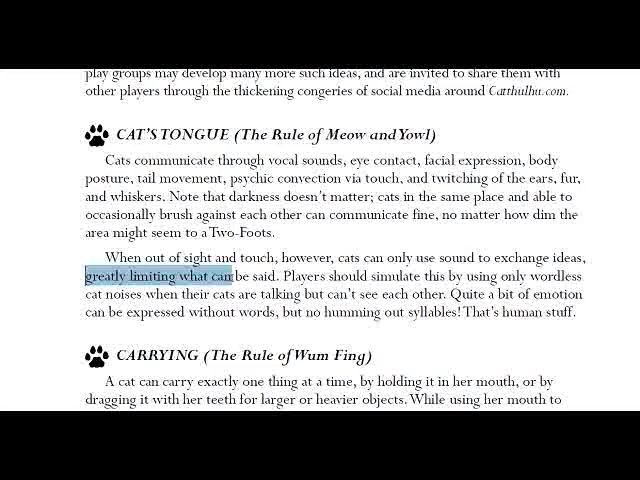 play groups may develop many more such ideas, and are invited to share them with
other players through the thickening congeries of social media around Catthulhu.com.
CAT'S TONGUE (The Rule of Meow and Yowl)
Cats communicate through vocal sounds, eye contact, facial expression, body
posture, tail movement, psychic convection via touch, and twitching of the ears, fur,
and whiskers. Note that darkness doesn't matter; cats in the same place and able to
occasionally brush against each other can communicate fine, no matter how dim the
area might seem to a Two-Foots.
When out of sight and touch, however, cats can only use sound to exchange ideas,
greatly limiting what can be said. Players should simulate this by using only wordless
cat noises when their cats are talking but can't see each other. Quite a bit of emotion
can be expressed without words, but no humming out syllables! That's human stuff.
CARRYING (The Rule of Wum Fing)
A cat can carry exactly one thing at a time, by holding it in her mouth, or by
dragging it with her teeth for larger or heavier objects. While using her mouth to